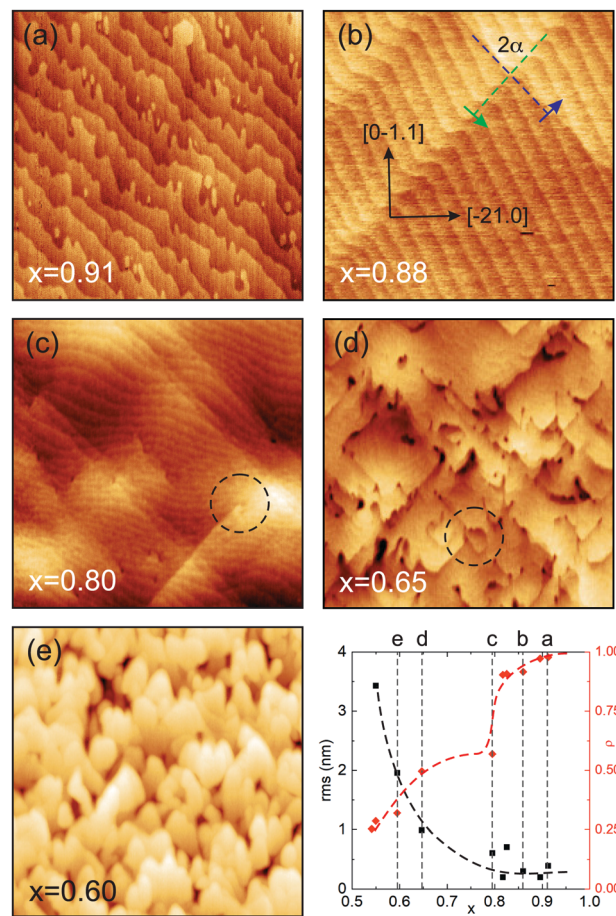 (a)
x=0.91
(b)
2α
[0-1.1]
[-21.0]
x=0.88
(c)
x=0.80
(d)
x=0.65
(e)
x=0.60
e d c b a
4
3
2
1
0
rms (nm)
1.00
0.75
0.50
0.25
0.00
ρ
0.5 0.6 0.7 0.8 0.9 1.0
x